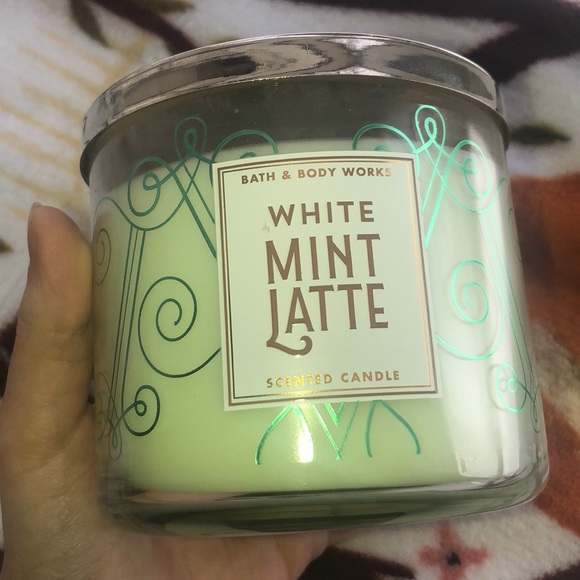 BATH & BODY WORKS
WHITE
MINT
LATTE
SCENTED CANDLE